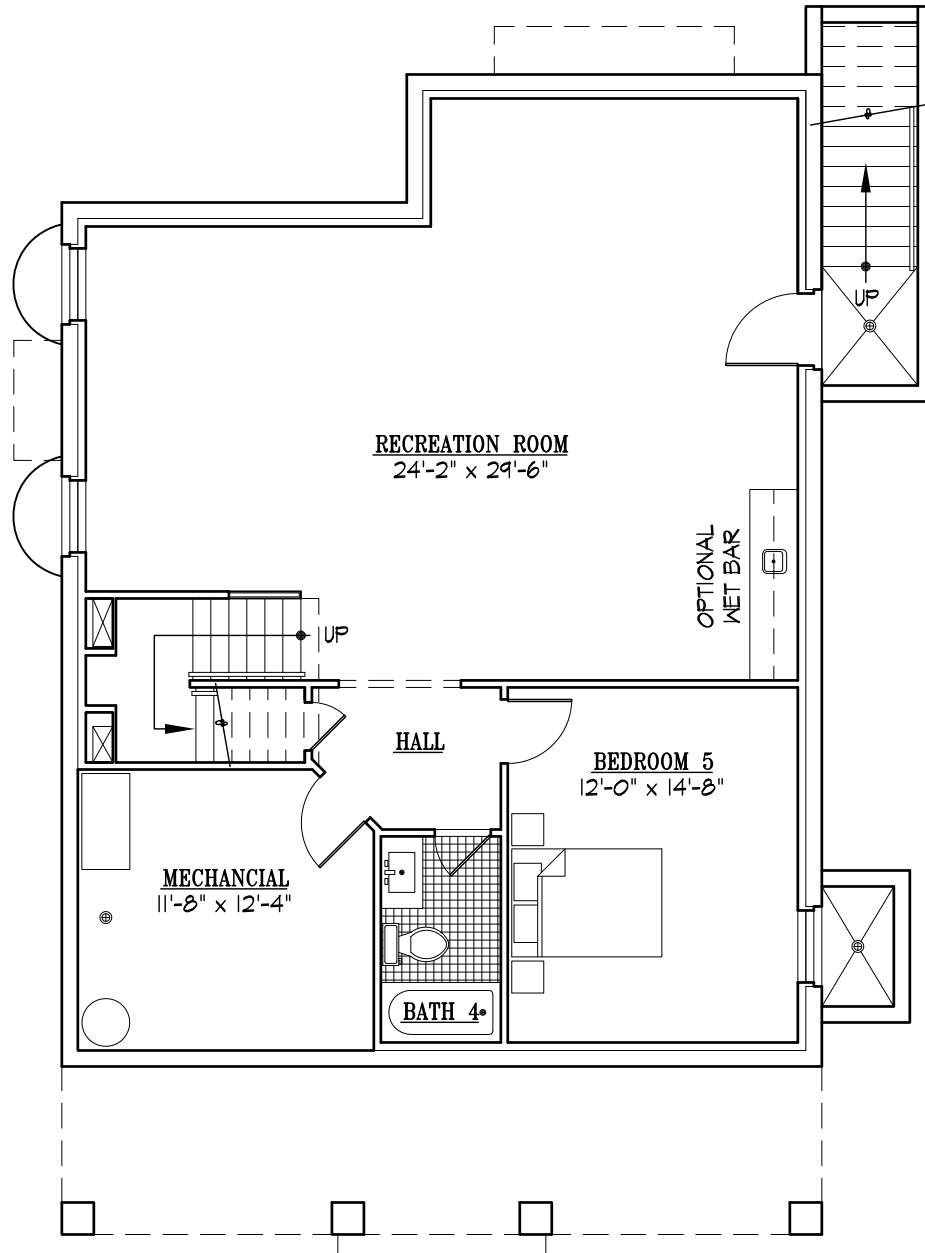 UP
RECREATION ROOM
24'-2" x 29'-6"
OPTIONAL
WET BAR
UP
HALL
BEDROOM 5
12'-0" x 14'-8"
MECHANCIAL
11'-8" x 12'-4"
BATH 4